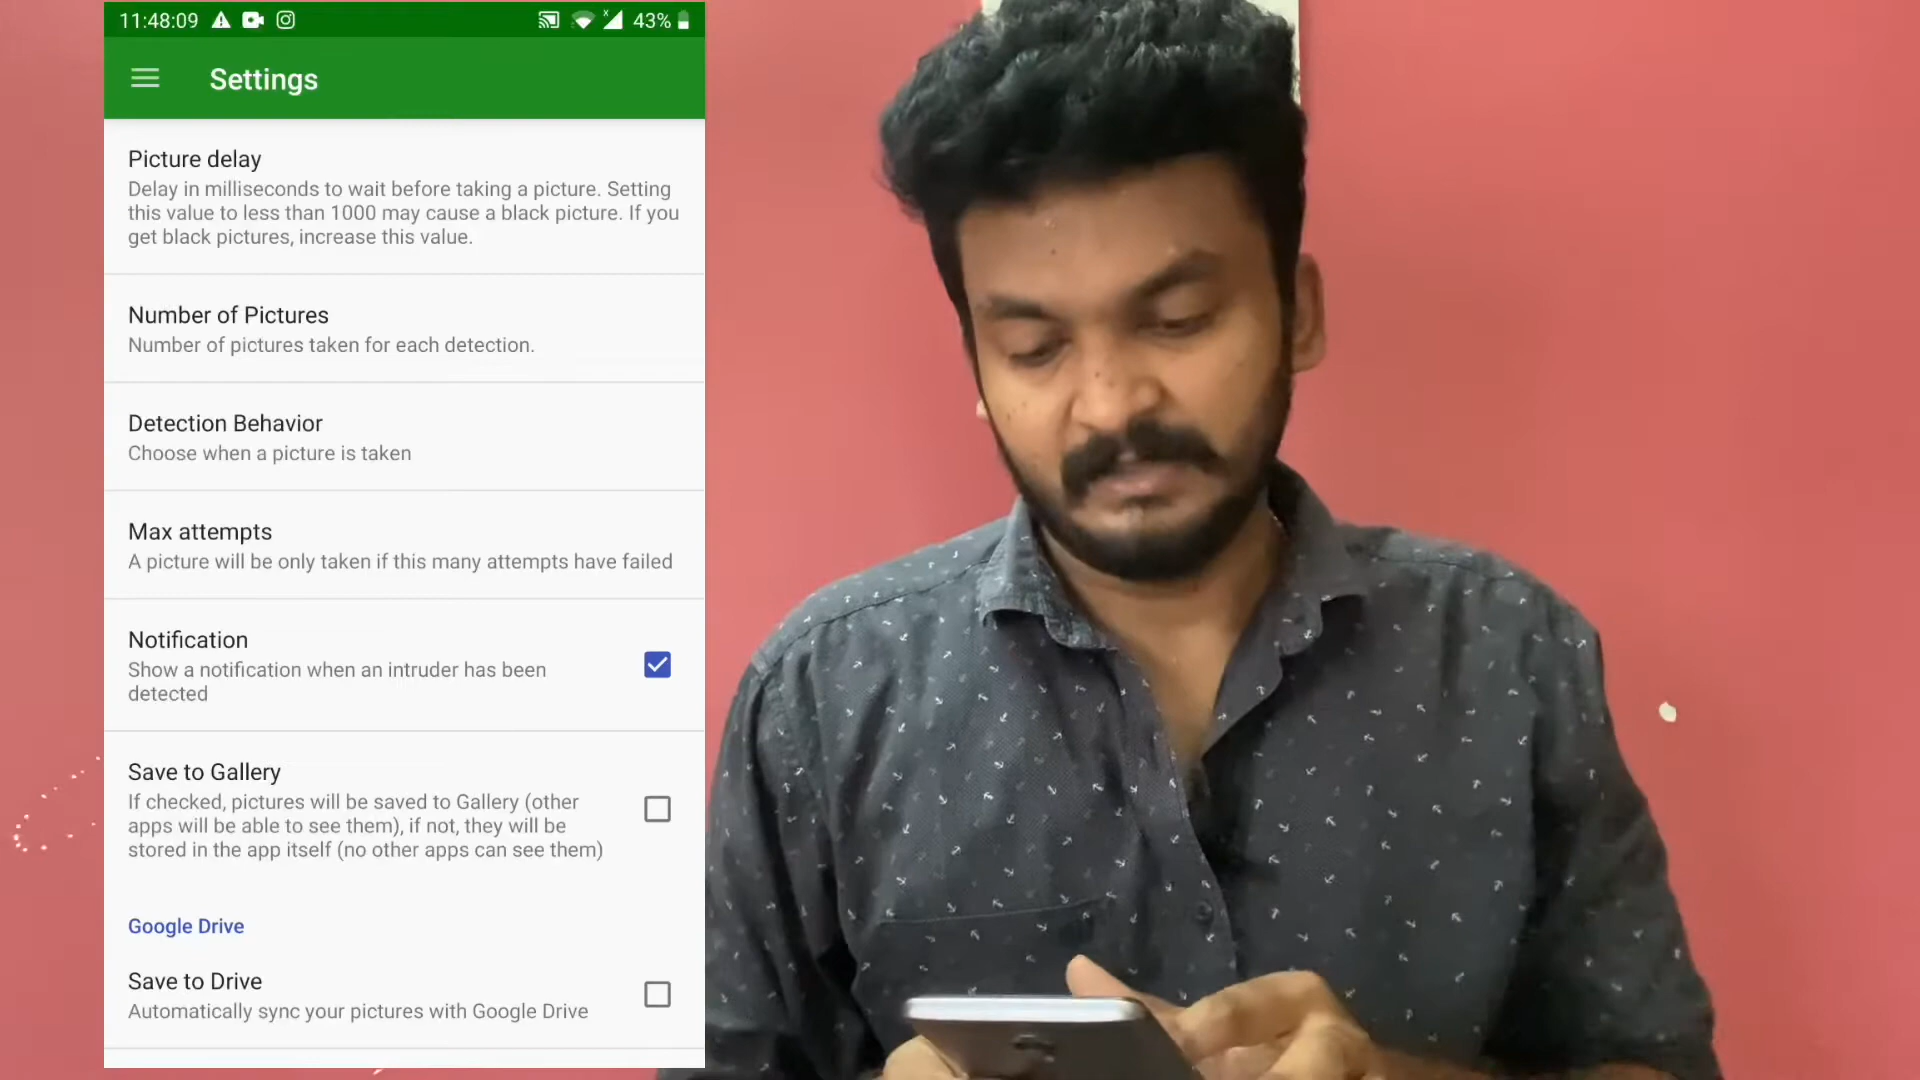 11:48:09
43%
Settings
Picture delay
Delay in milliseconds to wait before taking a picture. Setting
this value to less than 1000 may cause a black picture. If you
get black pictures, increase this value.
Number of Pictures
Number of pictures taken for each detection.
Detection Behavior
Choose when a picture is taken
Max attempts
A picture will be only taken if this many attempts have failed
Notification
Show a notification when an intruder has been
detected
Save to Gallery
If checked, pictures will be saved to Gallery (other
apps will be able to see them), if not, they will be
stored in the app itself (no other apps can see them)
Google Drive
Save to Drive
Automatically sync your pictures with Google Drive